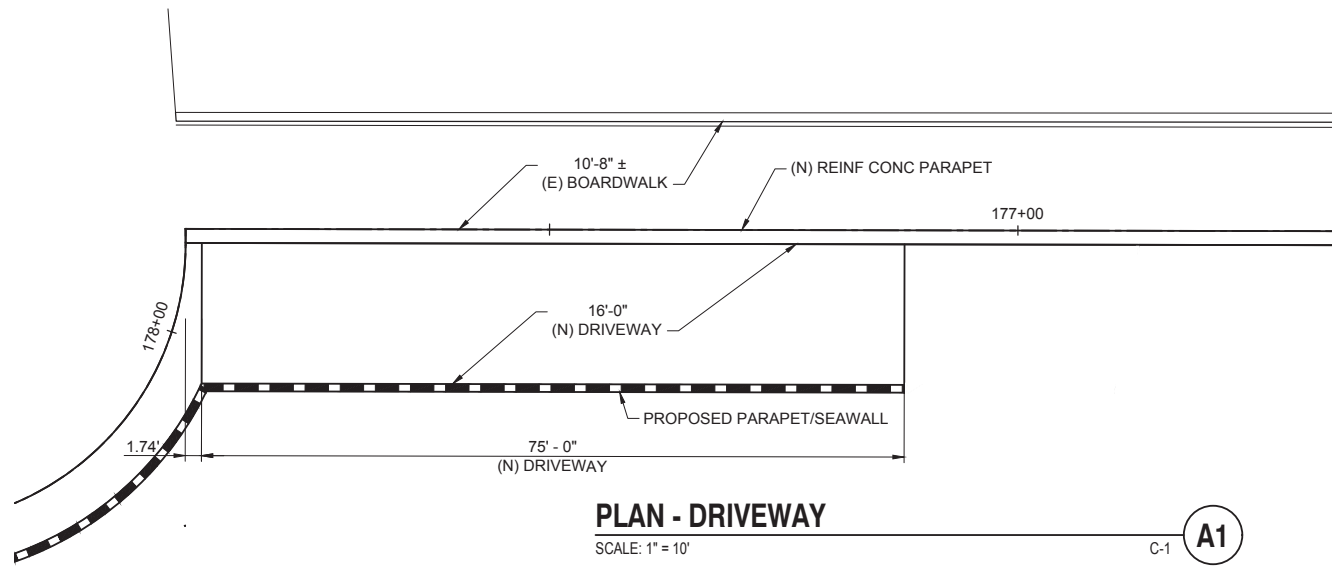 10'-8" ±
(E) BOARDWALK
(N) REINF CONC PARAPET
177+00
178+00
16'-0"
(N) DRIVEWAY
PROPOSED PARAPET/SEAWALL
1.74'
75' - 0"
(N) DRIVEWAY
PLAN - DRIVEWAY
SCALE: 1" = 10'
C-1
A1